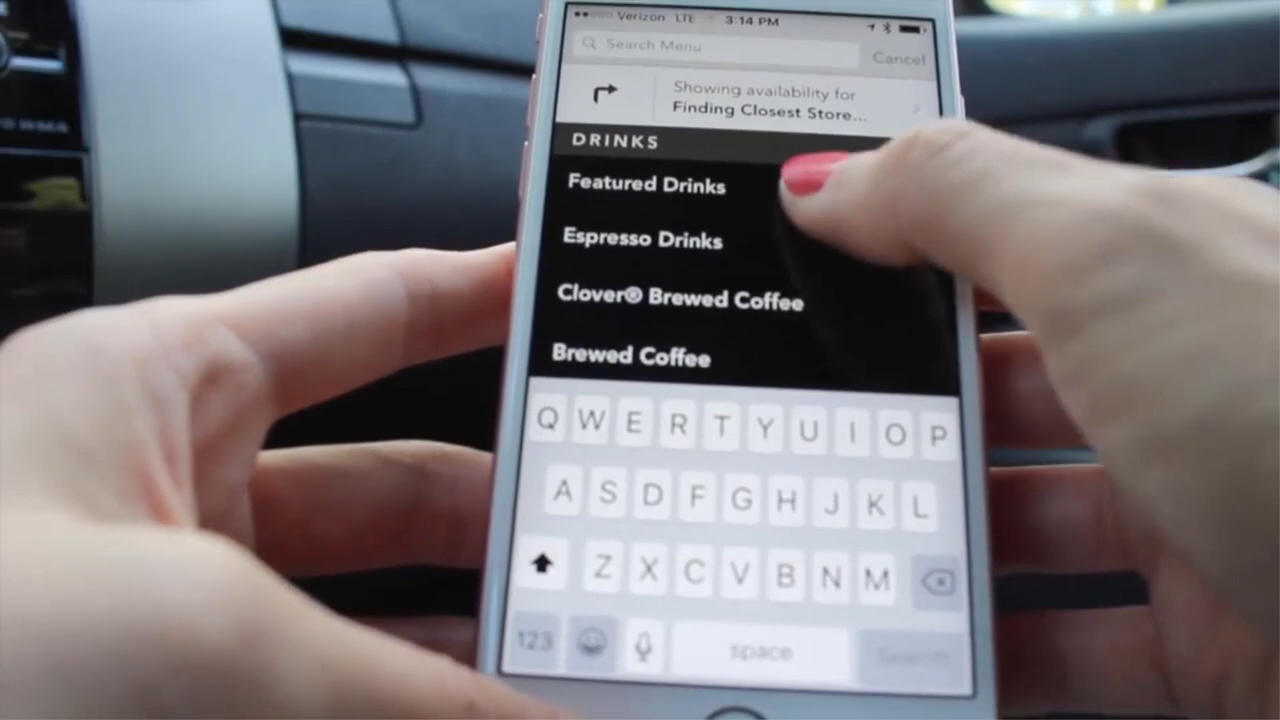 Verizon LTE 3:14 PM
Search Menu
Cancel
Showing availability for
Finding Closest Store...
DRINKS
Featured Drinks
Espresso Drinks
Clover® Brewed Coffee
Brewed Coffee
Q W E R T Y U I O P
A S D F G H J K L
Z X C V B N M
123 space Search